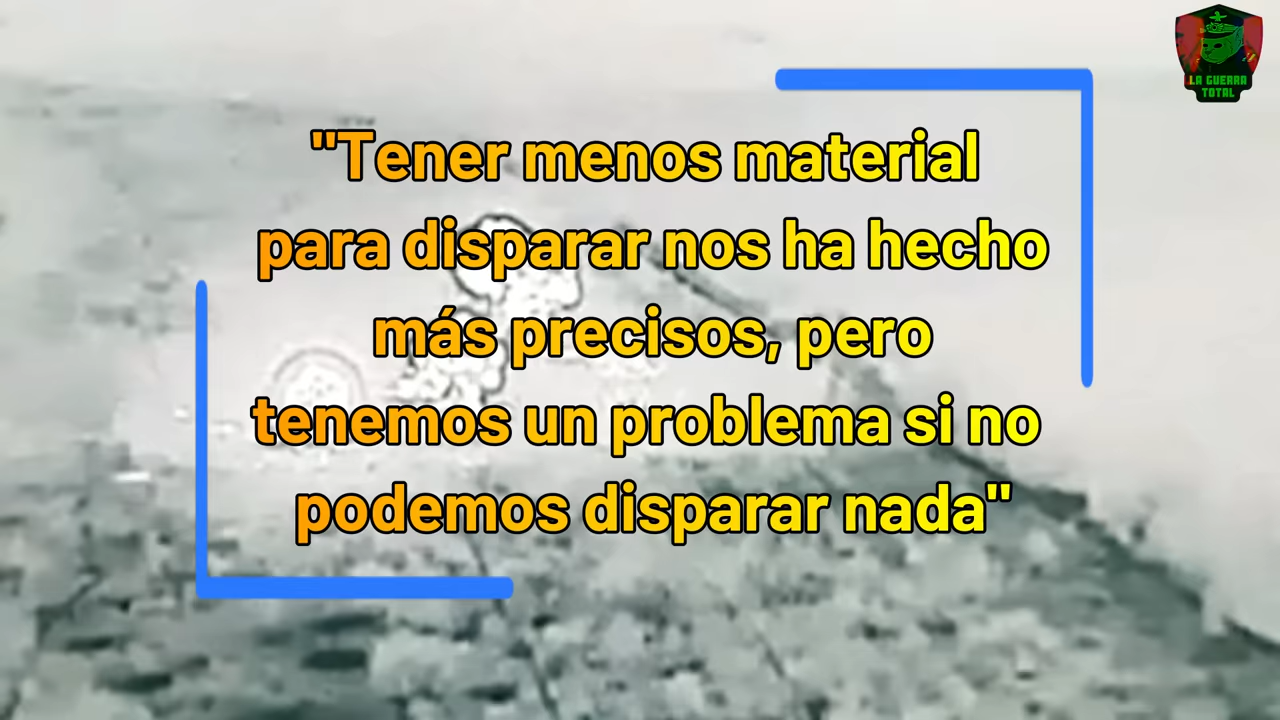 LA GUERRA
TOTAL
"Tener menos material
para disparar nos ha hecho
más precisos, pero
tenemos un problema si no
podemos disparar nada"